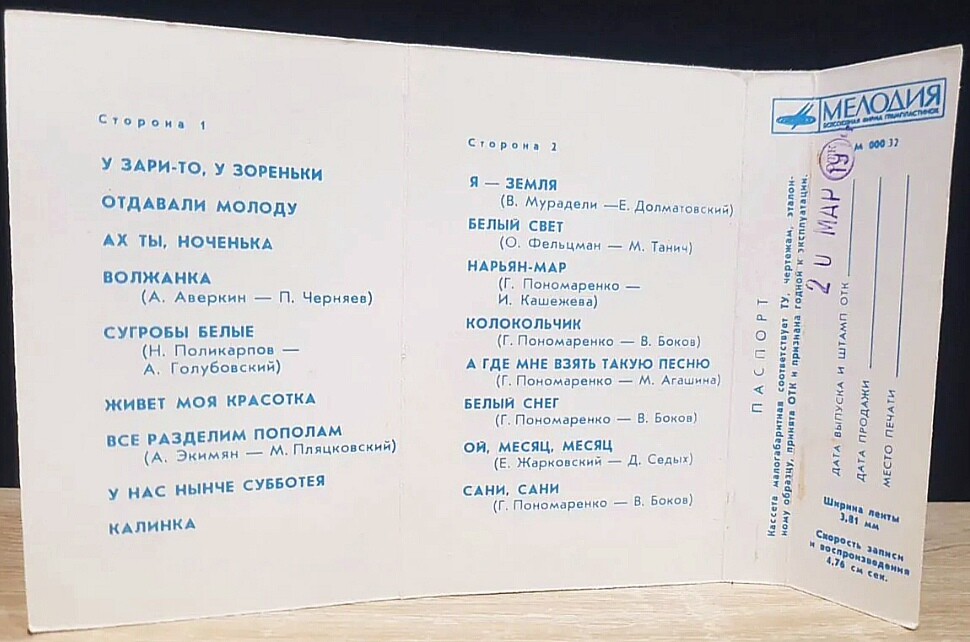 Сторона 1
У ЗАРИ-ТО, У ЗОРЕНЬКИ
ОТДАВАЛИ МОЛОДУ
АХ ТЫ, НОЧЕНЬКА
ВОЛЖАНКА
(А. Аверкин — П. Черняев)
СУГРОБЫ БЕЛЫЕ
(Н. Поликарпов —
А. Голубовский)
ЖИВЕТ МОЯ КРАСОТКА
ВСЕ РАЗДЕЛИМ ПОПОЛАМ
(А. Экимян — М. Пляцковский)
У НАС НЫНЧЕ СУББОТЕЯ
КАЛИНКА
Сторона 2
Я — ЗЕМЛЯ
(В. Мурадели —Е. Долматовский)
БЕЛЫЙ СВЕТ
(О. Фельцман — М. Танич)
НАРЬЯН-МАР
(Г. Пономаренко —
И. Кашежева)
КОЛОКОЛЬЧИК
(Г. Пономаренко — В. Боков)
А ГДЕ МНЕ ВЗЯТЬ ТАКУЮ ПЕСНЮ
(Г. Пономаренко — М. Агашина)
БЕЛЫЙ СНЕГ
(Г. Пономаренко — В. Боков)
ОЙ, МЕСЯЦ, МЕСЯЦ
(Е. Жарковский — Д. Седых)
САНИ, САНИ
(Г. Пономаренко — В. Боков)
МЕЛОДИЯ
ВСЕСОЮЗНАЯ ФИРМА ГРАМПЛАСТИНОК
М 000 32
ПАСПОРТ
Кассета малогабаритная соответствует ТУ, чертежам, эталон-
ному образцу, принята ОТК и признана годной к эксплуатации.
ДАТА ВЫПУСКА И ШТАМП ОТК
МАР 19
ДАТА ПРОДАЖИ
МЕСТО ПЕЧАТИ
Ширина ленты
3,81 мм
Скорость записи
и воспроизведения
4,76 см сек.